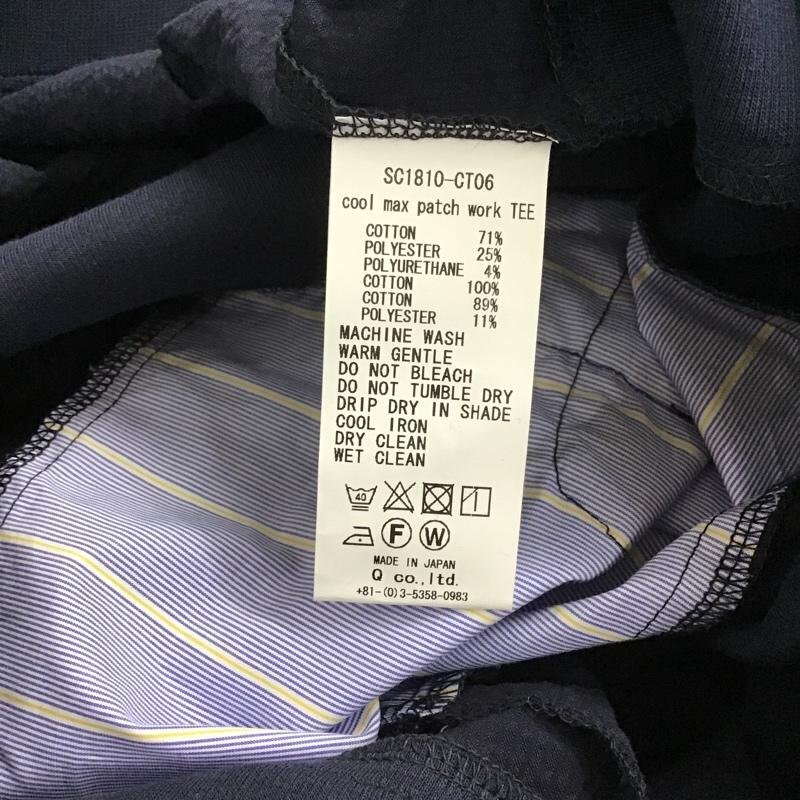 SC1810-CT06
cool max patch work TEE
COTTON 71%
POLYESTER 25%
POLYURETHANE 4%
COTTON 100%
COTTON 89%
POLYESTER 11%
MACHINE WASH
WARM GENTLE
DO NOT BLEACH
DO NOT TUMBLE DRY
DRIP DRY IN SHADE
COOL IRON
DRY CLEAN
WET CLEAN
40
F W
MADE IN JAPAN
Q co.,ltd.
+81-(0)3-5358-0983